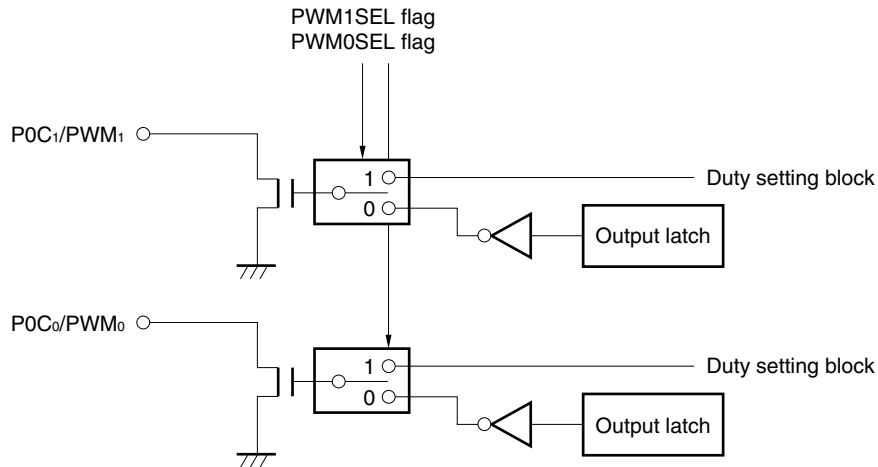 PWM1SEL flag
PWM0SEL flag
P0C₁/PWM₁
1
0
Duty setting block
Output latch
P0C₀/PWM₀
1
0
Duty setting block
Output latch